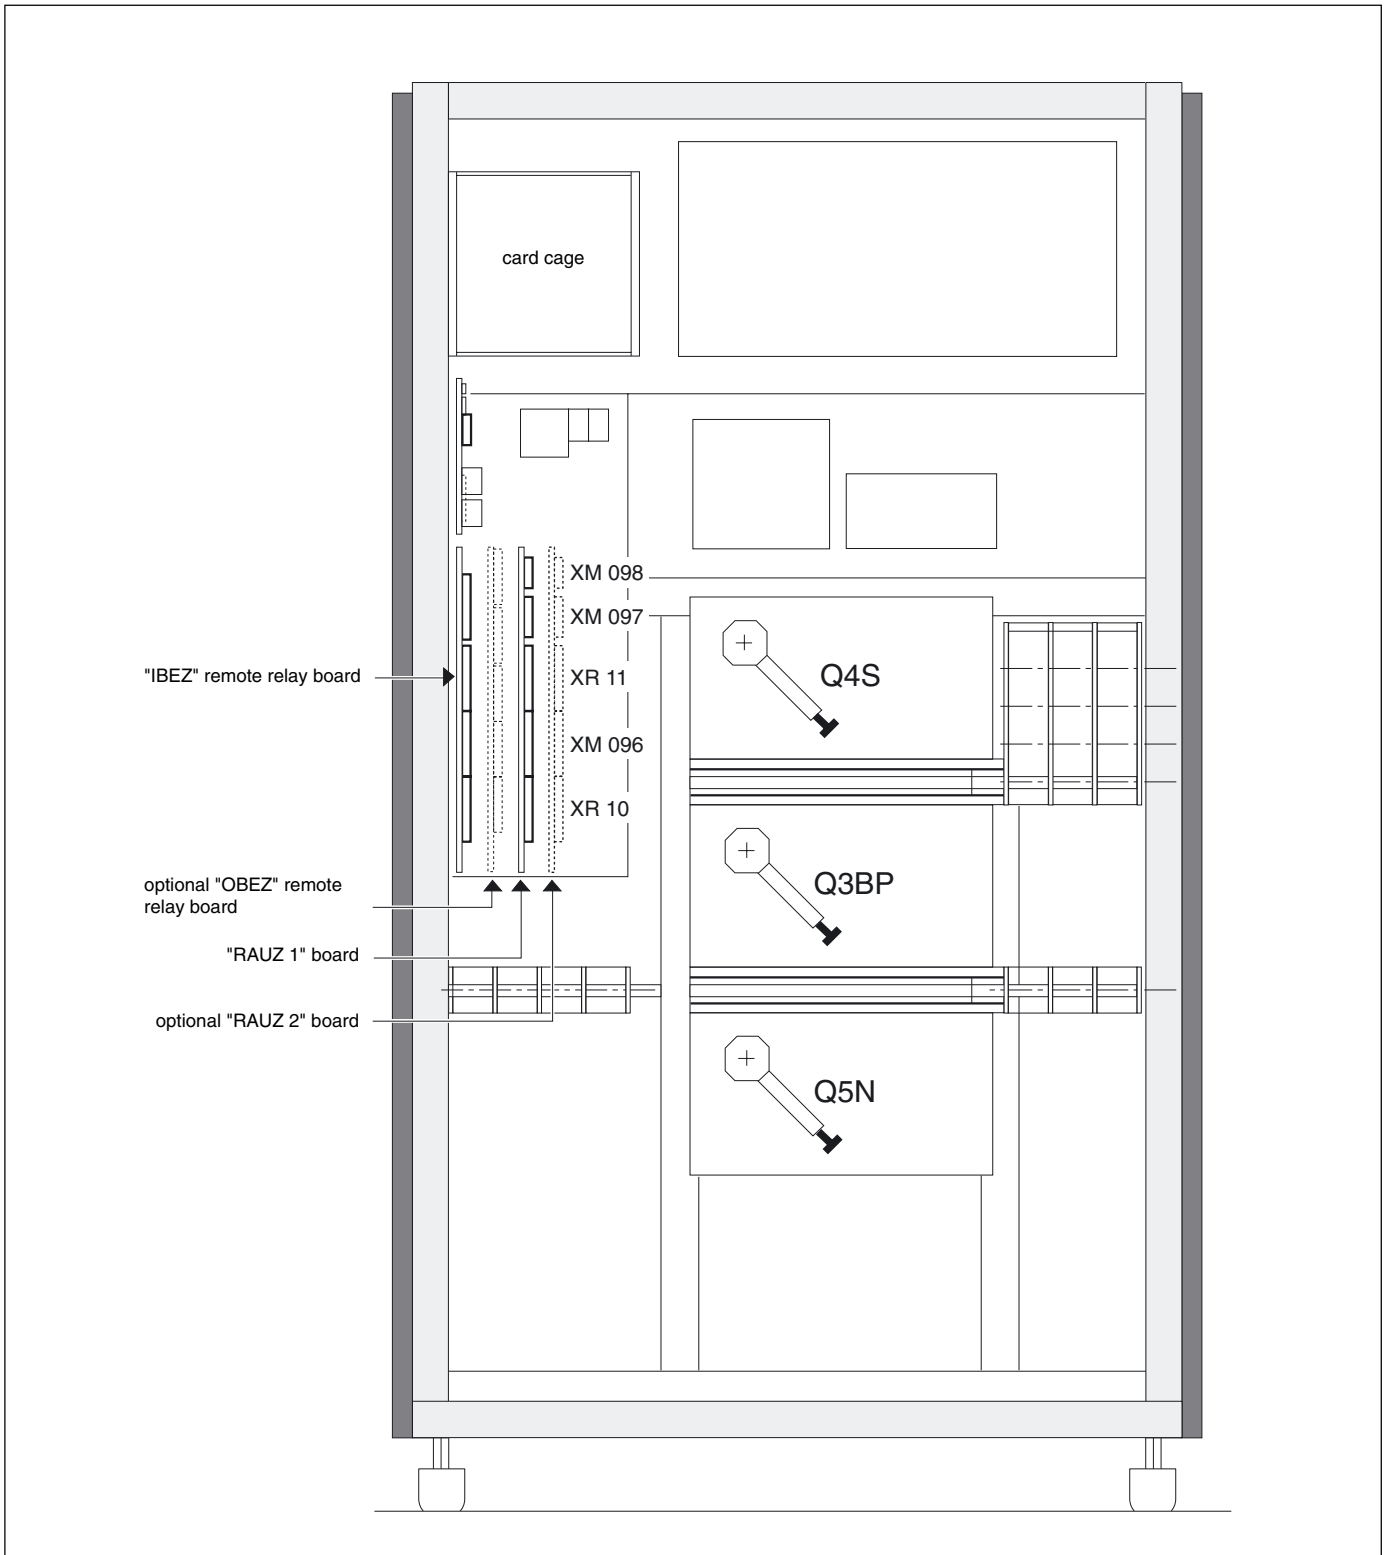 card cage
XM 098
XM 097
"IBEZ" remote relay board
XR 11
Q4S
XM 096
XR 10
optional "OBEZ" remote
relay board
Q3BP
"RAUZ 1" board
optional "RAUZ 2" board
Q5N